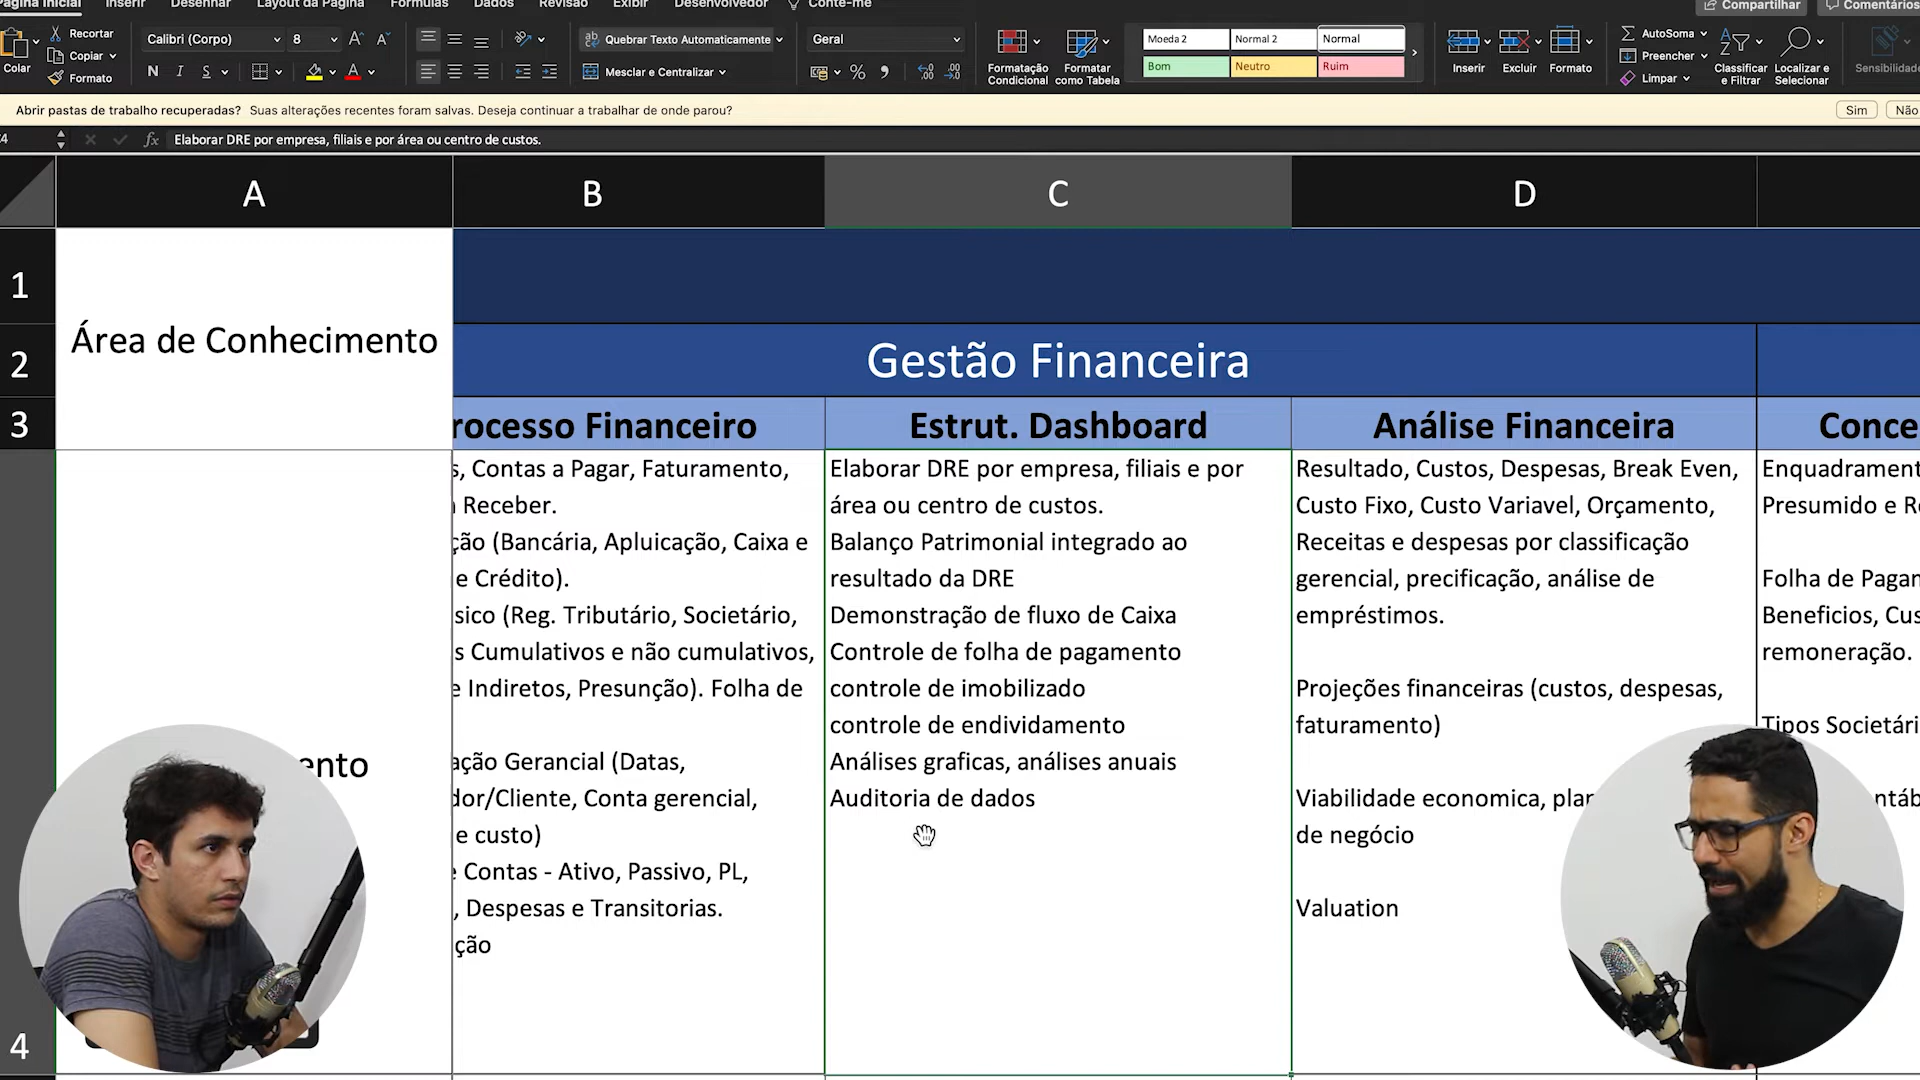 Página Inicial Inserir Desenhar Layout da Página Fórmulas Dados Revisão Exibir Desenvolvedor Conte-me Compartilhar Comentários
Colar
Recortar
Copiar
Formato
Calibri (Corpo) 8
N I S
Quebrar Texto Automaticamente
Mesclar e Centralizar
Geral
% ,
Formatação
Condicional
Formatar
como Tabela
Moeda 2 Normal 2 Normal
Bom Neutro Ruim
Inserir Excluir Formato
AutoSoma
Preencher
Limpar
Classificar
e Filtrar
Localizar e
Selecionar
Sensibilidade
Abrir pastas de trabalho recuperadas? Suas alterações recentes foram salvas. Deseja continuar a trabalhar de onde parou? Sim Não
4 fx Elaborar DRE por empresa, filiais e por área ou centro de custos.
A B C D
1
2
3
4
Área de Conhecimento
Gestão Financeira
rocesso Financeiro
Estrut. Dashboard
Análise Financeira
Conce
ento
s, Contas a Pagar, Faturamento,
Receber.
ção (Bancária, Apluicação, Caixa e
e Crédito).
sico (Reg. Tributário, Societário,
s Cumulativos e não cumulativos,
e Indiretos, Presunção). Folha de
ação Gerancial (Datas,
dor/Cliente, Conta gerencial,
e custo)
e Contas - Ativo, Passivo, PL,
, Despesas e Transitorias.
ção
Elaborar DRE por empresa, filiais e por
área ou centro de custos.
Balanço Patrimonial integrado ao
resultado da DRE
Demonstração de fluxo de Caixa
Controle de folha de pagamento
controle de imobilizado
controle de endividamento
Análises graficas, análises anuais
Auditoria de dados
Resultado, Custos, Despesas, Break Even,
Custo Fixo, Custo Variavel, Orçamento,
Receitas e despesas por classificação
gerencial, precificação, análise de
empréstimos.
Projeções financeiras (custos, despesas,
faturamento)
Viabilidade economica, plan
de negócio
Valuation
Enquadrament
Presumido e Re
Folha de Pagam
Beneficios, Cus
remoneração.
Tipos Societári
ntáb